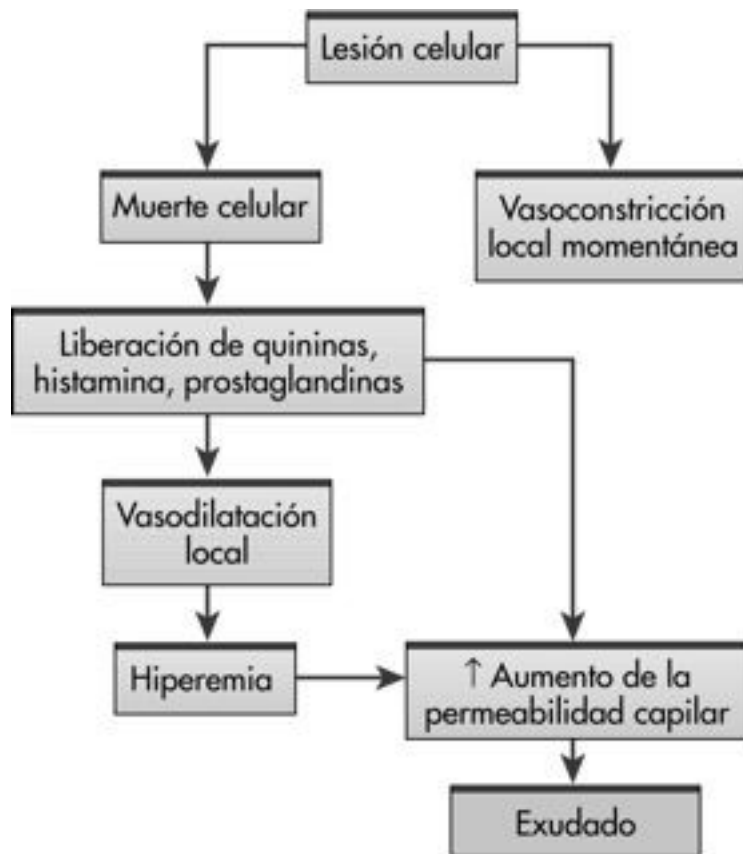 Lesión celular
Muerte celular
Vasoconstricción
local momentánea
Liberación de quininas,
histamina, prostaglandinas
Vasodilatación
local
Hiperemia
↑ Aumento de la
permeabilidad capilar
Exudado